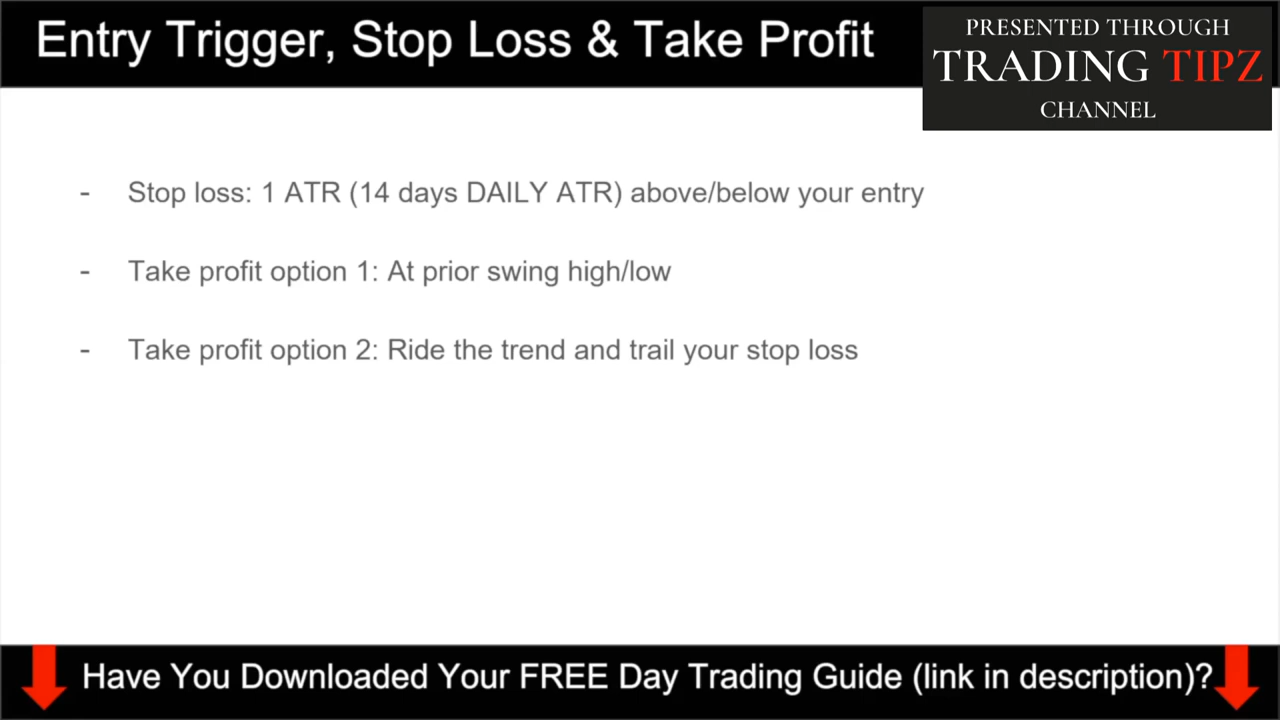 Entry Trigger, Stop Loss & Take Profit
PRESENTED THROUGH
TRADING TIPZ
CHANNEL
- Stop loss: 1 ATR (14 days DAILY ATR) above/below your entry
- Take profit option 1: At prior swing high/low
- Take profit option 2: Ride the trend and trail your stop loss
Have You Downloaded Your FREE Day Trading Guide (link in description)?